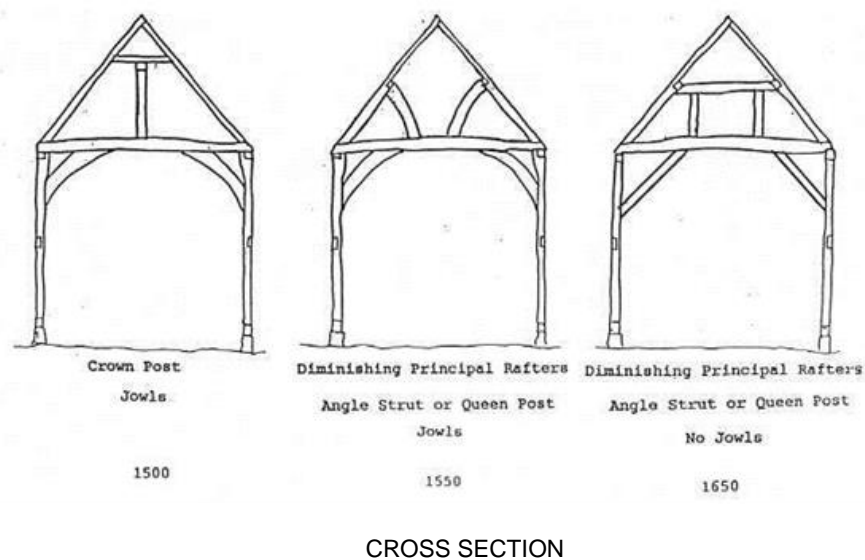 Crown Post
Jowls
1500
Diminishing Principal Rafters
Angle Strut or Queen Post
Jowls
1550
Diminishing Principal Rafters
Angle Strut or Queen Post
No Jowls
1650
CROSS SECTION